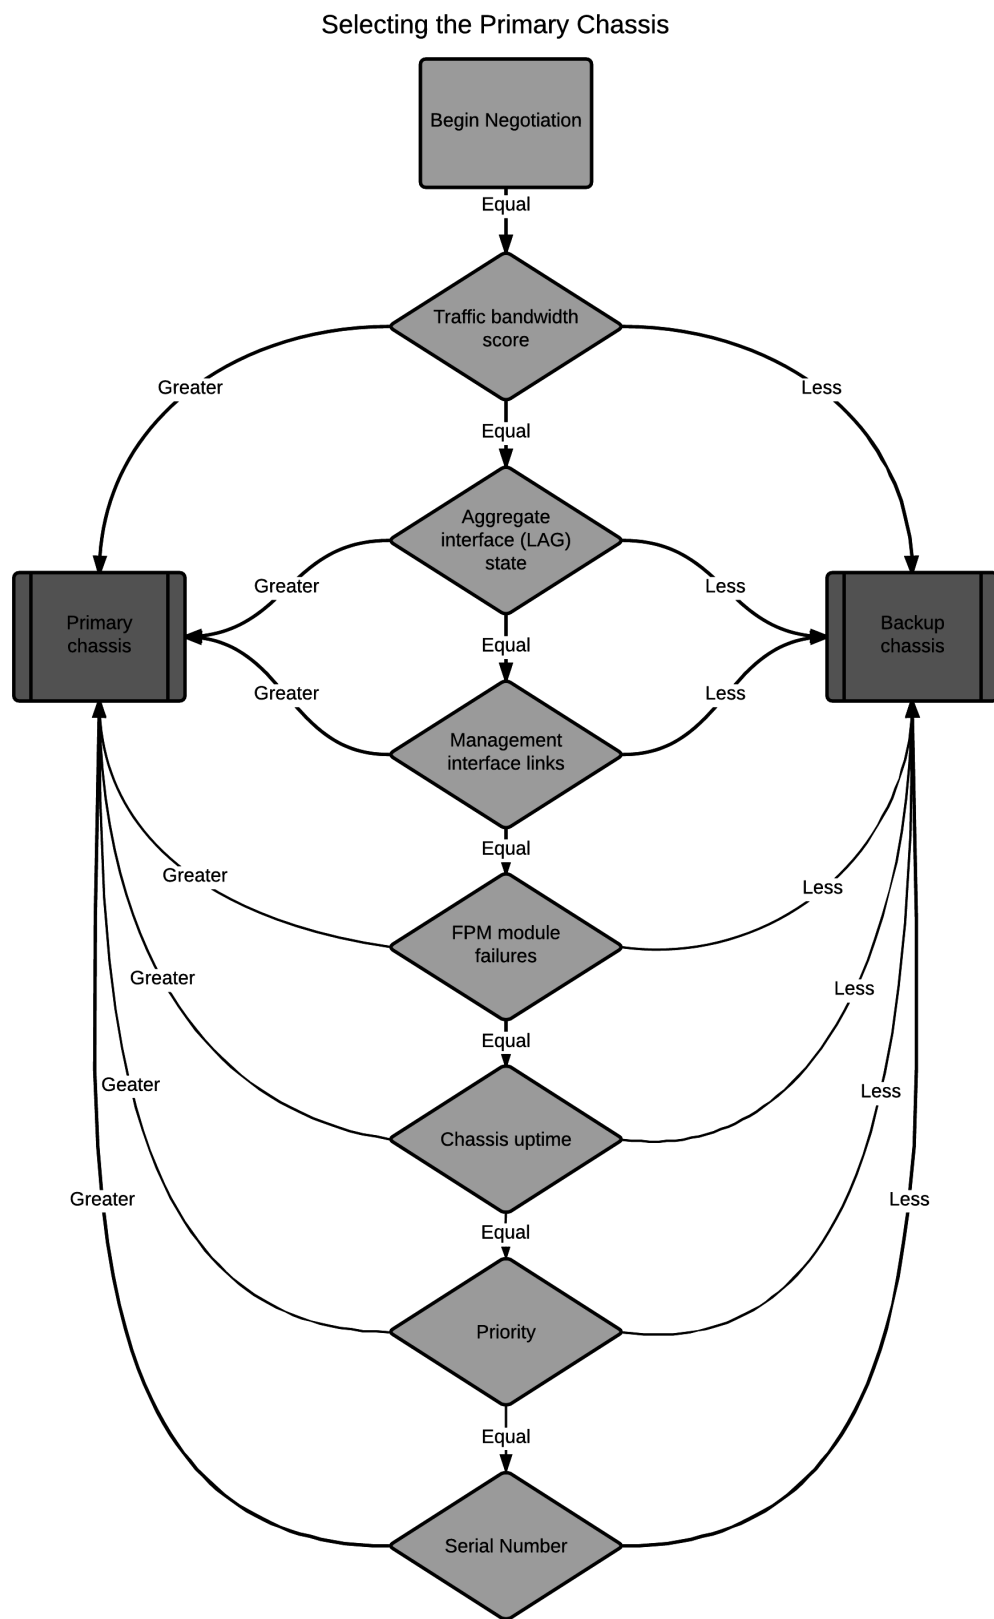 Selecting the Primary Chassis
Begin Negotiation
Equal
Traffic bandwidth
score
Greater
Less
Equal
Aggregate
interface (LAG)
state
Greater
Less
Primary
chassis
Backup
chassis
Equal
Greater
Less
Management
interface links
Equal
Greater
Less
FPM module
failures
Greater
Less
Equal
Geater
Less
Chassis uptime
Greater
Less
Equal
Priority
Equal
Serial Number